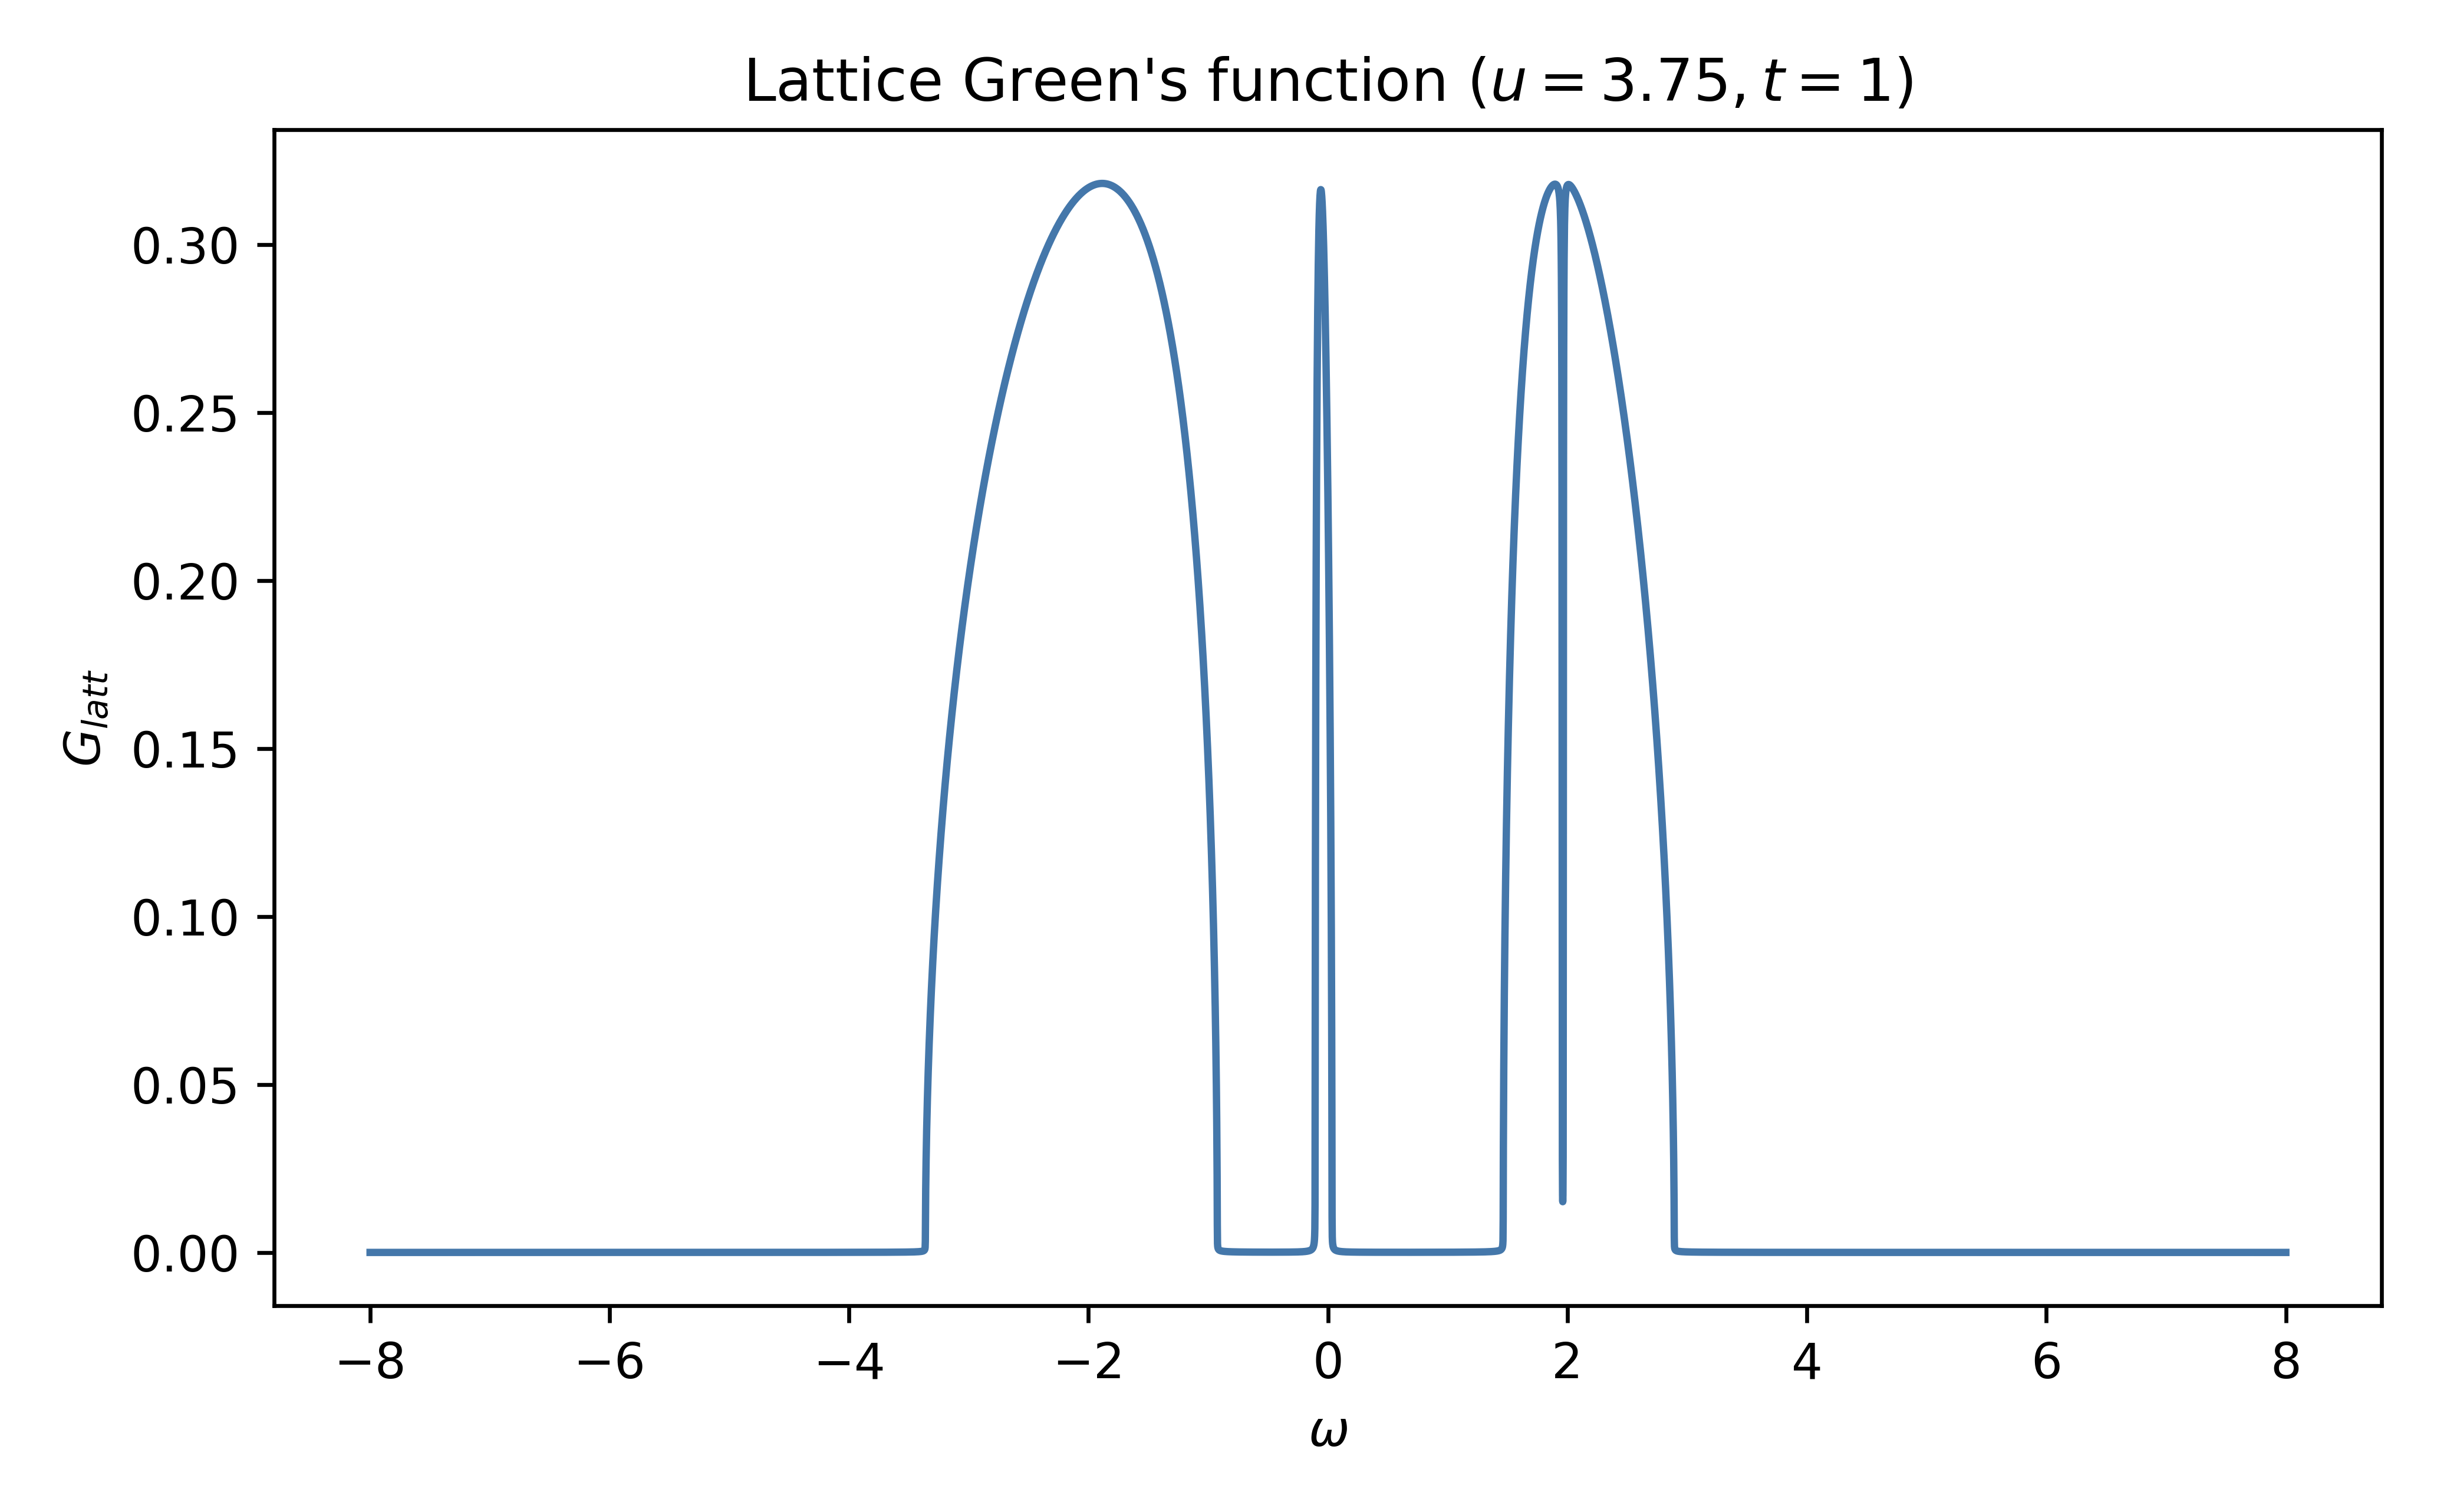 Lattice Green's function (u = 3.75, t = 1)
G_latt
0.30
0.25
0.20
0.15
0.10
0.05
0.00
−8 −6 −4 −2 0 2 4 6 8
ω